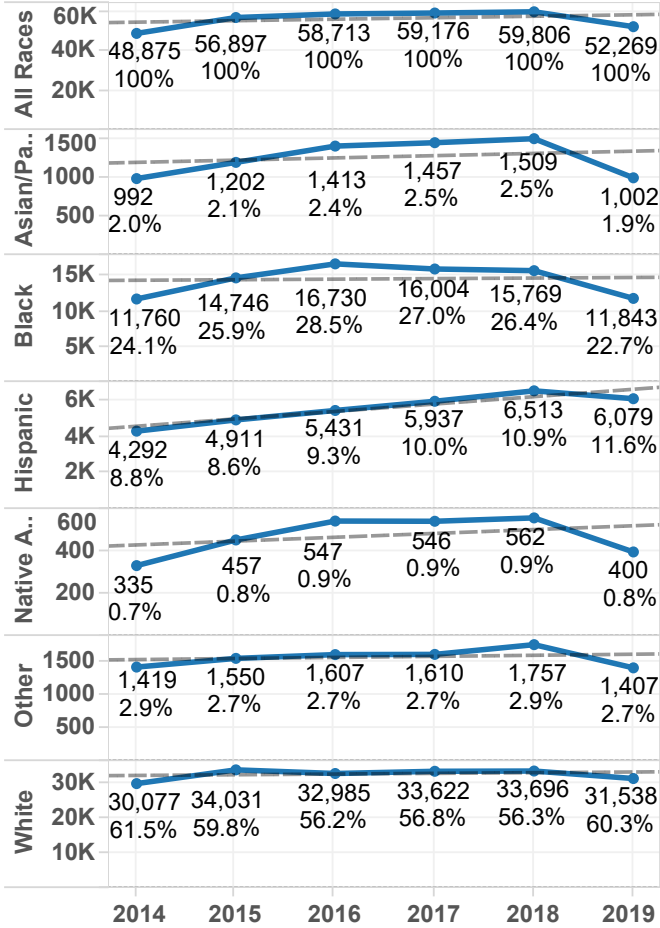 All Races
60K
40K
20K
48,875 56,897 58,713 59,176 59,806 52,269
100% 100% 100% 100% 100% 100%
Asian/Pa..
1500
1000
500
992 1,202 1,413 1,457 1,509 1,002
2.0% 2.1% 2.4% 2.5% 2.5% 1.9%
Black
15K
10K
5K
11,760 14,746 16,730 16,004 15,769 11,843
24.1% 25.9% 28.5% 27.0% 26.4% 22.7%
Hispanic
6K
4K
2K
4,292 4,911 5,431 5,937 6,513 6,079
8.8% 8.6% 9.3% 10.0% 10.9% 11.6%
Native A..
600
400
200
335 457 547 546 562 400
0.7% 0.8% 0.9% 0.9% 0.9% 0.8%
Other
1500
1000
500
1,419 1,550 1,607 1,610 1,757 1,407
2.9% 2.7% 2.7% 2.7% 2.9% 2.7%
White
30K
20K
10K
30,077 34,031 32,985 33,622 33,696 31,538
61.5% 59.8% 56.2% 56.8% 56.3% 60.3%
2014 2015 2016 2017 2018 2019